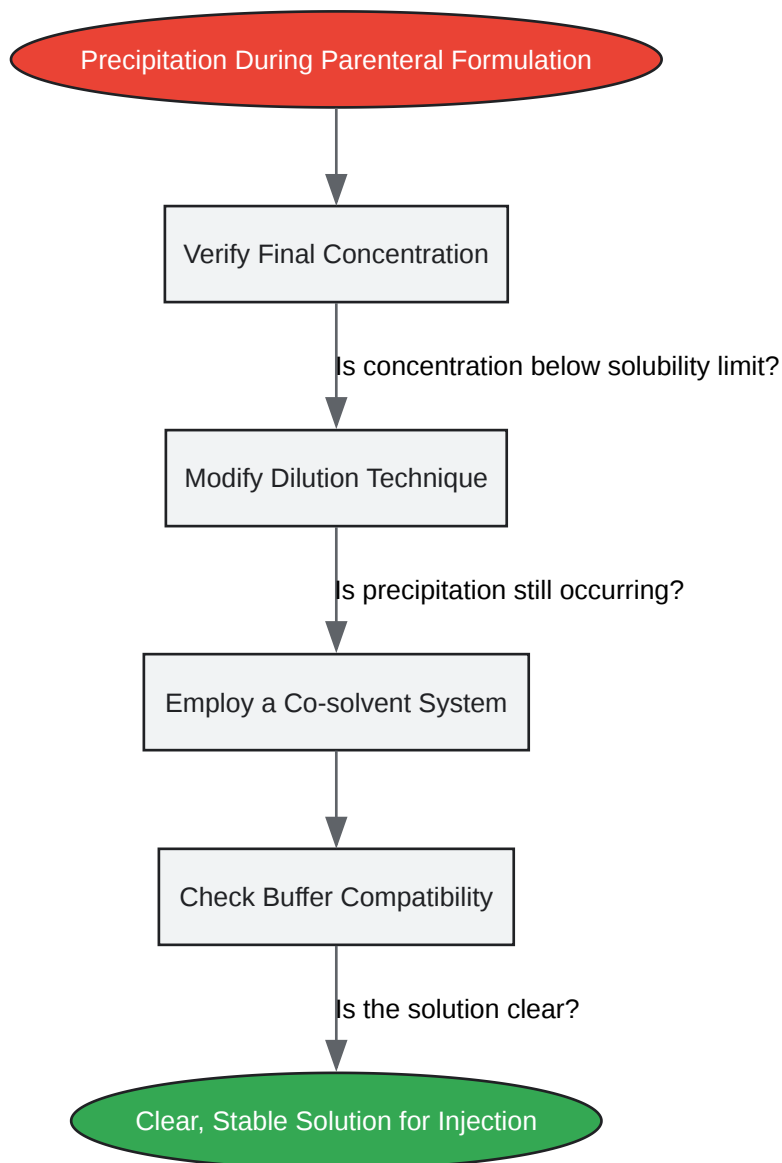 Precipitation During Parenteral Formulation
Verify Final Concentration
Is concentration below solubility limit?
Modify Dilution Technique
Is precipitation still occurring?
Employ a Co-solvent System
Check Buffer Compatibility
Is the solution clear?
Clear, Stable Solution for Injection